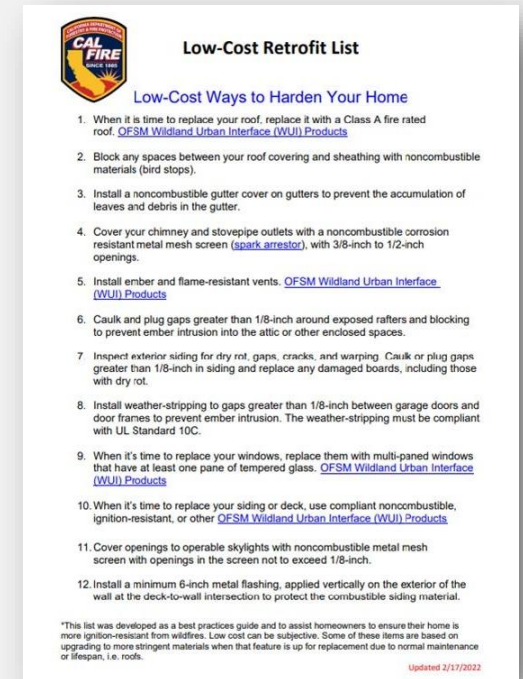 CALIFORNIA DEPARTMENT OF
FORESTRY & FIRE PROTECTION
CAL
FIRE
SINCE 1885
Low-Cost Retrofit List
Low-Cost Ways to Harden Your Home
1. When it is time to replace your roof, replace it with a Class A fire rated
roof. OFSM Wildland Urban Interface (WUI) Products
2. Block any spaces between your roof covering and sheathing with noncombustible
materials (bird stops).
3. Install a noncombustible gutter cover on gutters to prevent the accumulation of
leaves and debris in the gutter.
4. Cover your chimney and stovepipe outlets with a noncombustible corrosion
resistant metal mesh screen (spark arrestor), with 3/8-inch to 1/2-inch
openings.
5. Install ember and flame-resistant vents. OFSM Wildland Urban Interface
(WUI) Products
6. Caulk and plug gaps greater than 1/8-inch around exposed rafters and blocking
to prevent ember intrusion into the attic or other enclosed spaces.
7. Inspect exterior siding for dry rot, gaps, cracks, and warping. Caulk or plug gaps
greater than 1/8-inch in siding and replace any damaged boards, including those
with dry rot.
8. Install weather-stripping to gaps greater than 1/8-inch between garage doors and
door frames to prevent ember intrusion. The weather-stripping must be compliant
with UL Standard 10C.
9. When it's time to replace your windows, replace them with multi-paned windows
that have at least one pane of tempered glass. OFSM Wildland Urban Interface
(WUI) Products
10. When it's time to replace your siding or deck, use compliant noncombustible,
ignition-resistant, or other OFSM Wildland Urban Interface (WUI) Products
11. Cover openings to operable skylights with noncombustible metal mesh
screen with openings in the screen not to exceed 1/8-inch.
12. Install a minimum 6-inch metal flashing, applied vertically on the exterior of the
wall at the deck-to-wall intersection to protect the combustible siding material.
*This list was developed as a best practices guide and to assist homeowners to ensure their home is
more ignition-resistant from wildfires. Low cost can be subjective. Some of these items are based on
upgrading to more stringent materials when that feature is up for replacement due to normal maintenance
or lifespan, i.e. roofs.
Updated 2/17/2022